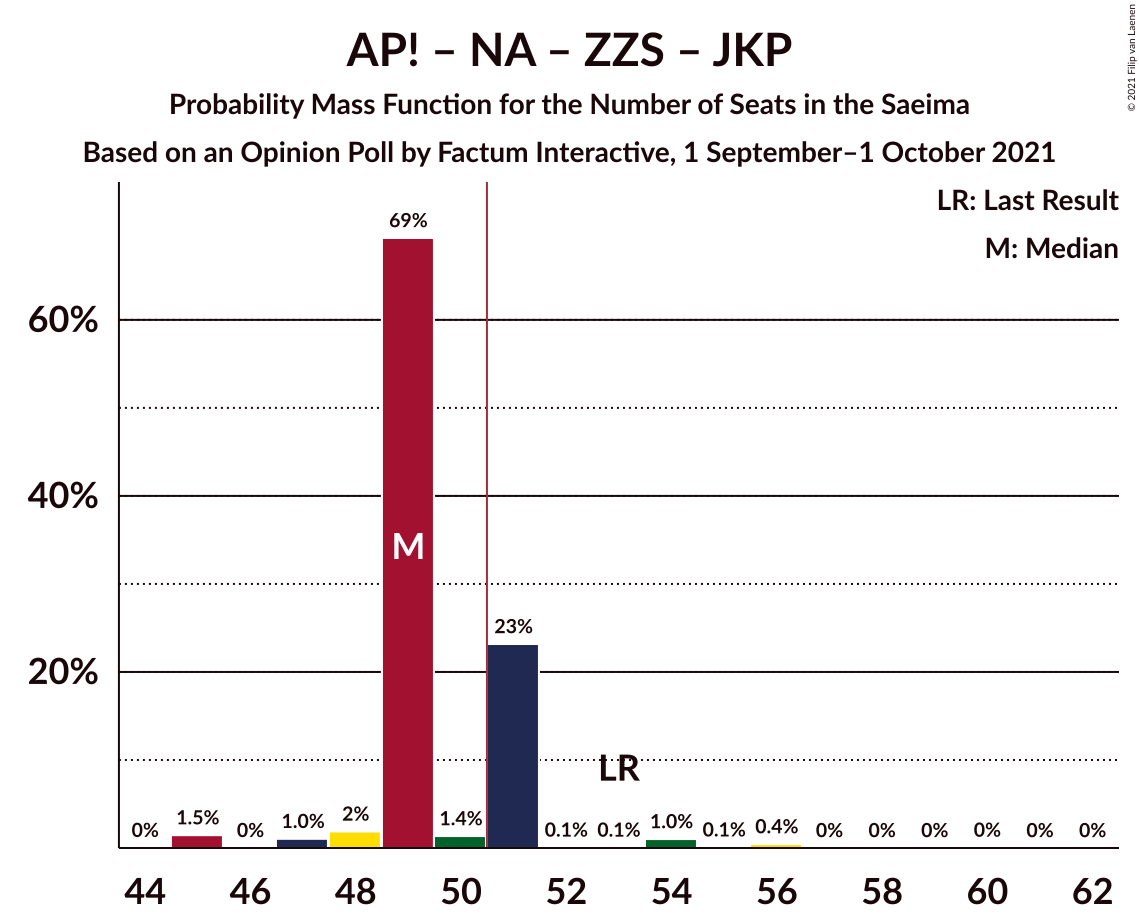 AP! – NA – ZZS – JKP
Probability Mass Function for the Number of Seats in the Saeima
Based on an Opinion Poll by Factum Interactive, 1 September–1 October 2021
© 2021 Filip van Laenen
LR: Last Result
M: Median
69%
60%
M
40%
23%
20%
LR
0% 1.5% 0% 1.0% 2% 1.4% 0.1% 0.1% 1.0% 0.1% 0.4% 0% 0% 0% 0% 0% 0%
44 46 48 50 52 54 56 58 60 62